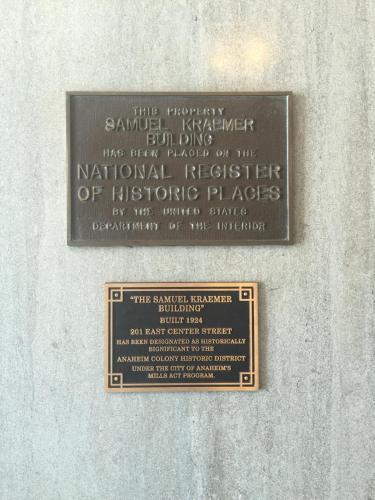 THIS PROPERTY
SAMUEL KRAEMER
BUILDING
HAS BEEN PLACED ON THE
NATIONAL REGISTER
OF HISTORIC PLACES
BY THE UNITED STATES
DEPARTMENT OF THE INTERIOR
"THE SAMUEL KRAEMER
BUILDING"
BUILT 1924
201 EAST CENTER STREET
HAS BEEN DESIGNATED AS HISTORICALLY
SIGNIFICANT TO THE
ANAHEIM COLONY HISTORIC DISTRICT
UNDER THE CITY OF ANAHEIM'S
MILLS ACT PROGRAM.